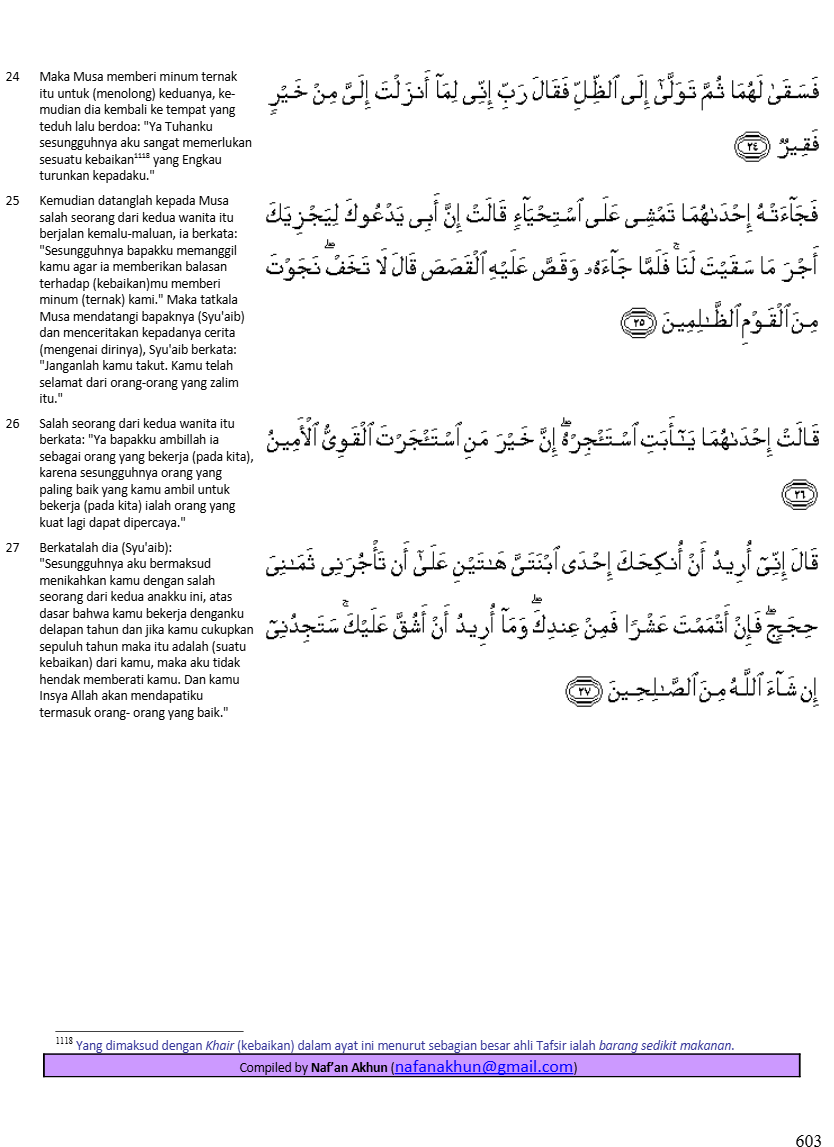 24 Maka Musa memberi minum ternak
itu untuk (menolong) keduanya, ke-
mudian dia kembali ke tempat yang
teduh lalu berdoa: "Ya Tuhanku
sesungguhnya aku sangat memerlukan
sesuatu kebaikan¹¹¹⁸ yang Engkau
turunkan kepadaku."
فَسَقَىٰ لَهُمَا ثُمَّ تَوَلَّىٰٓ إِلَى ٱلظِّلِّ فَقَالَ رَبِّ إِنِّى لِمَآ أَنزَلْتَ إِلَىَّ مِنْ خَيْرٍ
فَقِيرٌ ٢٤
25 Kemudian datanglah kepada Musa
salah seorang dari kedua wanita itu
berjalan kemalu-maluan, ia berkata:
"Sesungguhnya bapakku memanggil
kamu agar ia memberikan balasan
terhadap (kebaikan)mu memberi
minum (ternak) kami." Maka tatkala
Musa mendatangi bapaknya (Syu'aib)
dan menceritakan kepadanya cerita
(mengenai dirinya), Syu'aib berkata:
"Janganlah kamu takut. Kamu telah
selamat dari orang-orang yang zalim
itu."
فَجَآءَتْهُ إِحْدَىٰهُمَا تَمْشِى عَلَى ٱسْتِحْيَآءٍ قَالَتْ إِنَّ أَبِى يَدْعُوكَ لِيَجْزِيَكَ
أَجْرَ مَا سَقَيْتَ لَنَا ۚ فَلَمَّا جَآءَهُۥ وَقَصَّ عَلَيْهِ ٱلْقَصَصَ قَالَ لَا تَخَفْ ۖ نَجَوْتَ
مِنَ ٱلْقَوْمِ ٱلظَّٰلِمِينَ ٢٥
26 Salah seorang dari kedua wanita itu
berkata: "Ya bapakku ambillah ia
sebagai orang yang bekerja (pada kita),
karena sesungguhnya orang yang
paling baik yang kamu ambil untuk
bekerja (pada kita) ialah orang yang
kuat lagi dapat dipercaya."
قَالَتْ إِحْدَىٰهُمَا يَٰٓأَبَتِ ٱسْتَـْٔجِرْهُ ۖ إِنَّ خَيْرَ مَنِ ٱسْتَـْٔجَرْتَ ٱلْقَوِىُّ ٱلْأَمِينُ
٢٦
27 Berkatalah dia (Syu'aib):
"Sesungguhnya aku bermaksud
menikahkan kamu dengan salah
seorang dari kedua anakku ini, atas
dasar bahwa kamu bekerja denganku
delapan tahun dan jika kamu cukupkan
sepuluh tahun maka itu adalah (suatu
kebaikan) dari kamu, maka aku tidak
hendak memberati kamu. Dan kamu
Insya Allah akan mendapatiku
termasuk orang- orang yang baik."
قَالَ إِنِّىٓ أُرِيدُ أَنْ أُنكِحَكَ إِحْدَى ٱبْنَتَىَّ هَٰتَيْنِ عَلَىٰٓ أَن تَأْجُرَنِى ثَمَٰنِىَ
حِجَجٍ ۖ فَإِنْ أَتْمَمْتَ عَشْرًا فَمِنْ عِندِكَ ۖ وَمَآ أُرِيدُ أَنْ أَشُقَّ عَلَيْكَ ۚ سَتَجِدُنِىٓ
إِن شَآءَ ٱللَّهُ مِنَ ٱلصَّٰلِحِينَ ٢٧
¹¹¹⁸ Yang dimaksud dengan Khair (kebaikan) dalam ayat ini menurut sebagian besar ahli Tafsir ialah barang sedikit makanan.
Compiled by Naf’an Akhun (nafanakhun@gmail.com)
603